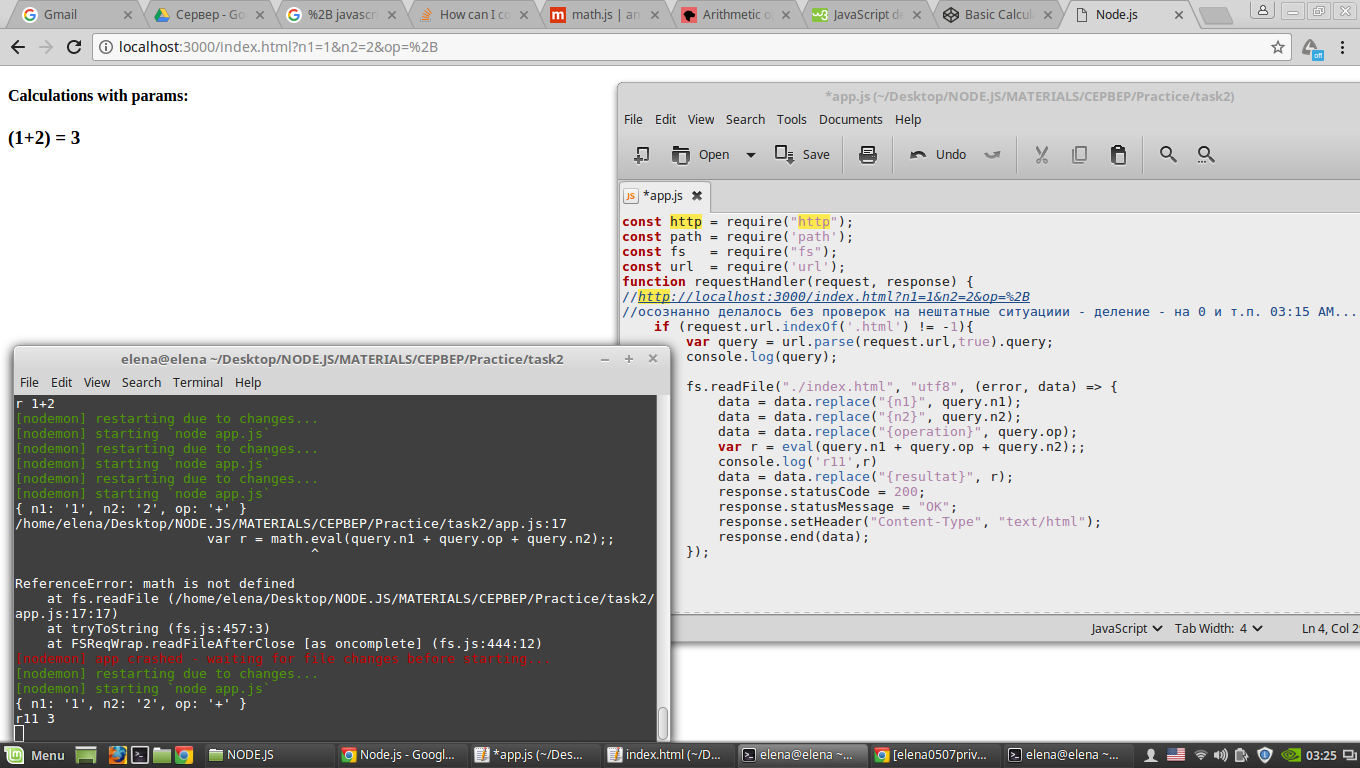 Gmail
Сервер - Go
%2B javascr
How can I co
math.js | an
Arithmetic o
JavaScript de
Basic Calcul
Node.js
localhost:3000/index.html?n1=1&n2=2&op=%2B
off
Calculations with params:
(1+2) = 3
*app.js (~/Desktop/NODE.JS/MATERIALS/СЕРВЕР/Practice/task2)
File Edit View Search Tools Documents Help
Open Save Undo
JS *app.js
const http = require("http");
const path = require('path');
const fs   = require("fs");
const url  = require('url');
function requestHandler(request, response) {
//http://localhost:3000/index.html?n1=1&n2=2&op=%2B
//осознанно делалось без проверок на нештатные ситуациии - деление - на 0 и т.п. 03:15 AM...
if (request.url.indexOf('.html') != -1){
var query = url.parse(request.url,true).query;
console.log(query);
fs.readFile("./index.html", "utf8", (error, data) => {
data = data.replace("{n1}", query.n1);
data = data.replace("{n2}", query.n2);
data = data.replace("{operation}", query.op);
var r = eval(query.n1 + query.op + query.n2);;
console.log('r11',r)
data = data.replace("{resultat}", r);
response.statusCode = 200;
response.statusMessage = "OK";
response.setHeader("Content-Type", "text/html");
response.end(data);
});
JavaScript Tab Width: 4 Ln 4, Col 2
elena@elena ~/Desktop/NODE.JS/MATERIALS/СЕРВЕР/Practice/task2
File Edit View Search Terminal Help
r 1+2
[nodemon] restarting due to changes...
[nodemon] starting `node app.js`
[nodemon] restarting due to changes...
[nodemon] starting `node app.js`
[nodemon] restarting due to changes...
[nodemon] starting `node app.js`
{ n1: '1', n2: '2', op: '+' }
/home/elena/Desktop/NODE.JS/MATERIALS/СЕРВЕР/Practice/task2/app.js:17
var r = math.eval(query.n1 + query.op + query.n2);;
^
ReferenceError: math is not defined
at fs.readFile (/home/elena/Desktop/NODE.JS/MATERIALS/СЕРВЕР/Practice/task2/
app.js:17:17)
at tryToString (fs.js:457:3)
at FSReqWrap.readFileAfterClose [as oncomplete] (fs.js:444:12)
[nodemon] app crashed - waiting for file changes before starting...
[nodemon] restarting due to changes...
[nodemon] starting `node app.js`
{ n1: '1', n2: '2', op: '+' }
r11 3
Menu NODE.JS Node.js - Googl... *app.js (~/Des... index.html (~/D... elena@elena ~... [elena0507priv... elena@elena ~... 03:25